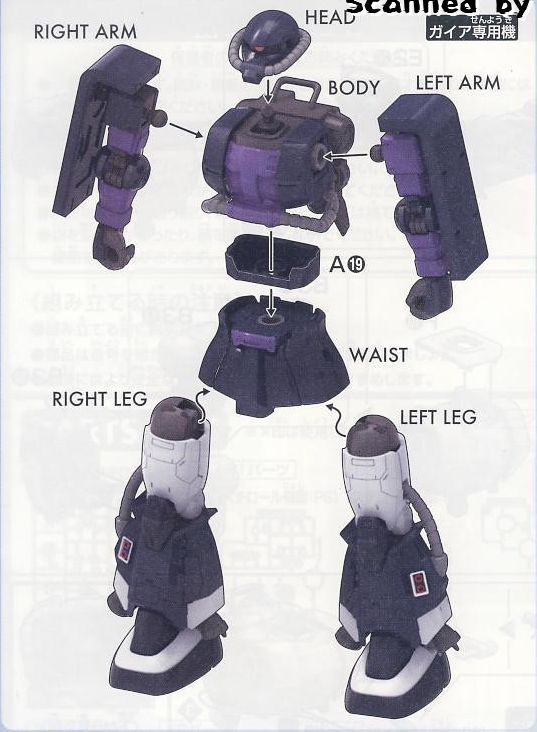 Scanned by
HEAD
せんようき
ガイア専用機
RIGHT ARM
BODY
LEFT ARM
A⓳
WAIST
RIGHT LEG
LEFT LEG